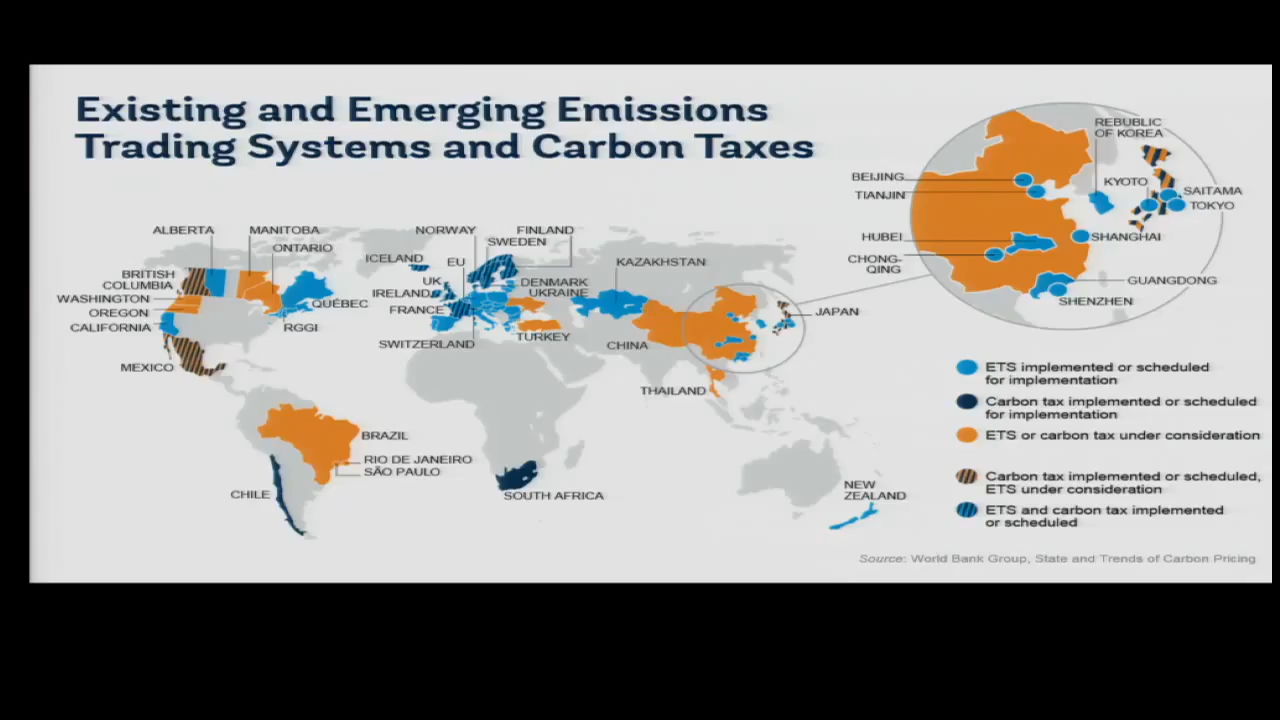 Existing and Emerging Emissions
Trading Systems and Carbon Taxes
REBUBLIC
OF KOREA
BEIJING
TIANJIN
KYOTO
SAITAMA
TOKYO
HUBEI
SHANGHAI
CHONG-
QING
GUANGDONG
SHENZHEN
ALBERTA
MANITOBA
ONTARIO
BRITISH
COLUMBIA
WASHINGTON
OREGON
CALIFORNIA
QUÉBEC
RGGI
MEXICO
NORWAY
FINLAND
SWEDEN
ICELAND
EU
UK
IRELAND
FRANCE
DENMARK
UKRAINE
SWITZERLAND
TURKEY
KAZAKHSTAN
CHINA
JAPAN
THAILAND
BRAZIL
RIO DE JANEIRO
SÃO PAULO
CHILE
SOUTH AFRICA
NEW
ZEALAND
ETS implemented or scheduled
for implementation
Carbon tax implemented or scheduled
for implementation
ETS or carbon tax under consideration
Carbon tax implemented or scheduled,
ETS under consideration
ETS and carbon tax implemented
or scheduled
Source: World Bank Group, State and Trends of Carbon Pricing